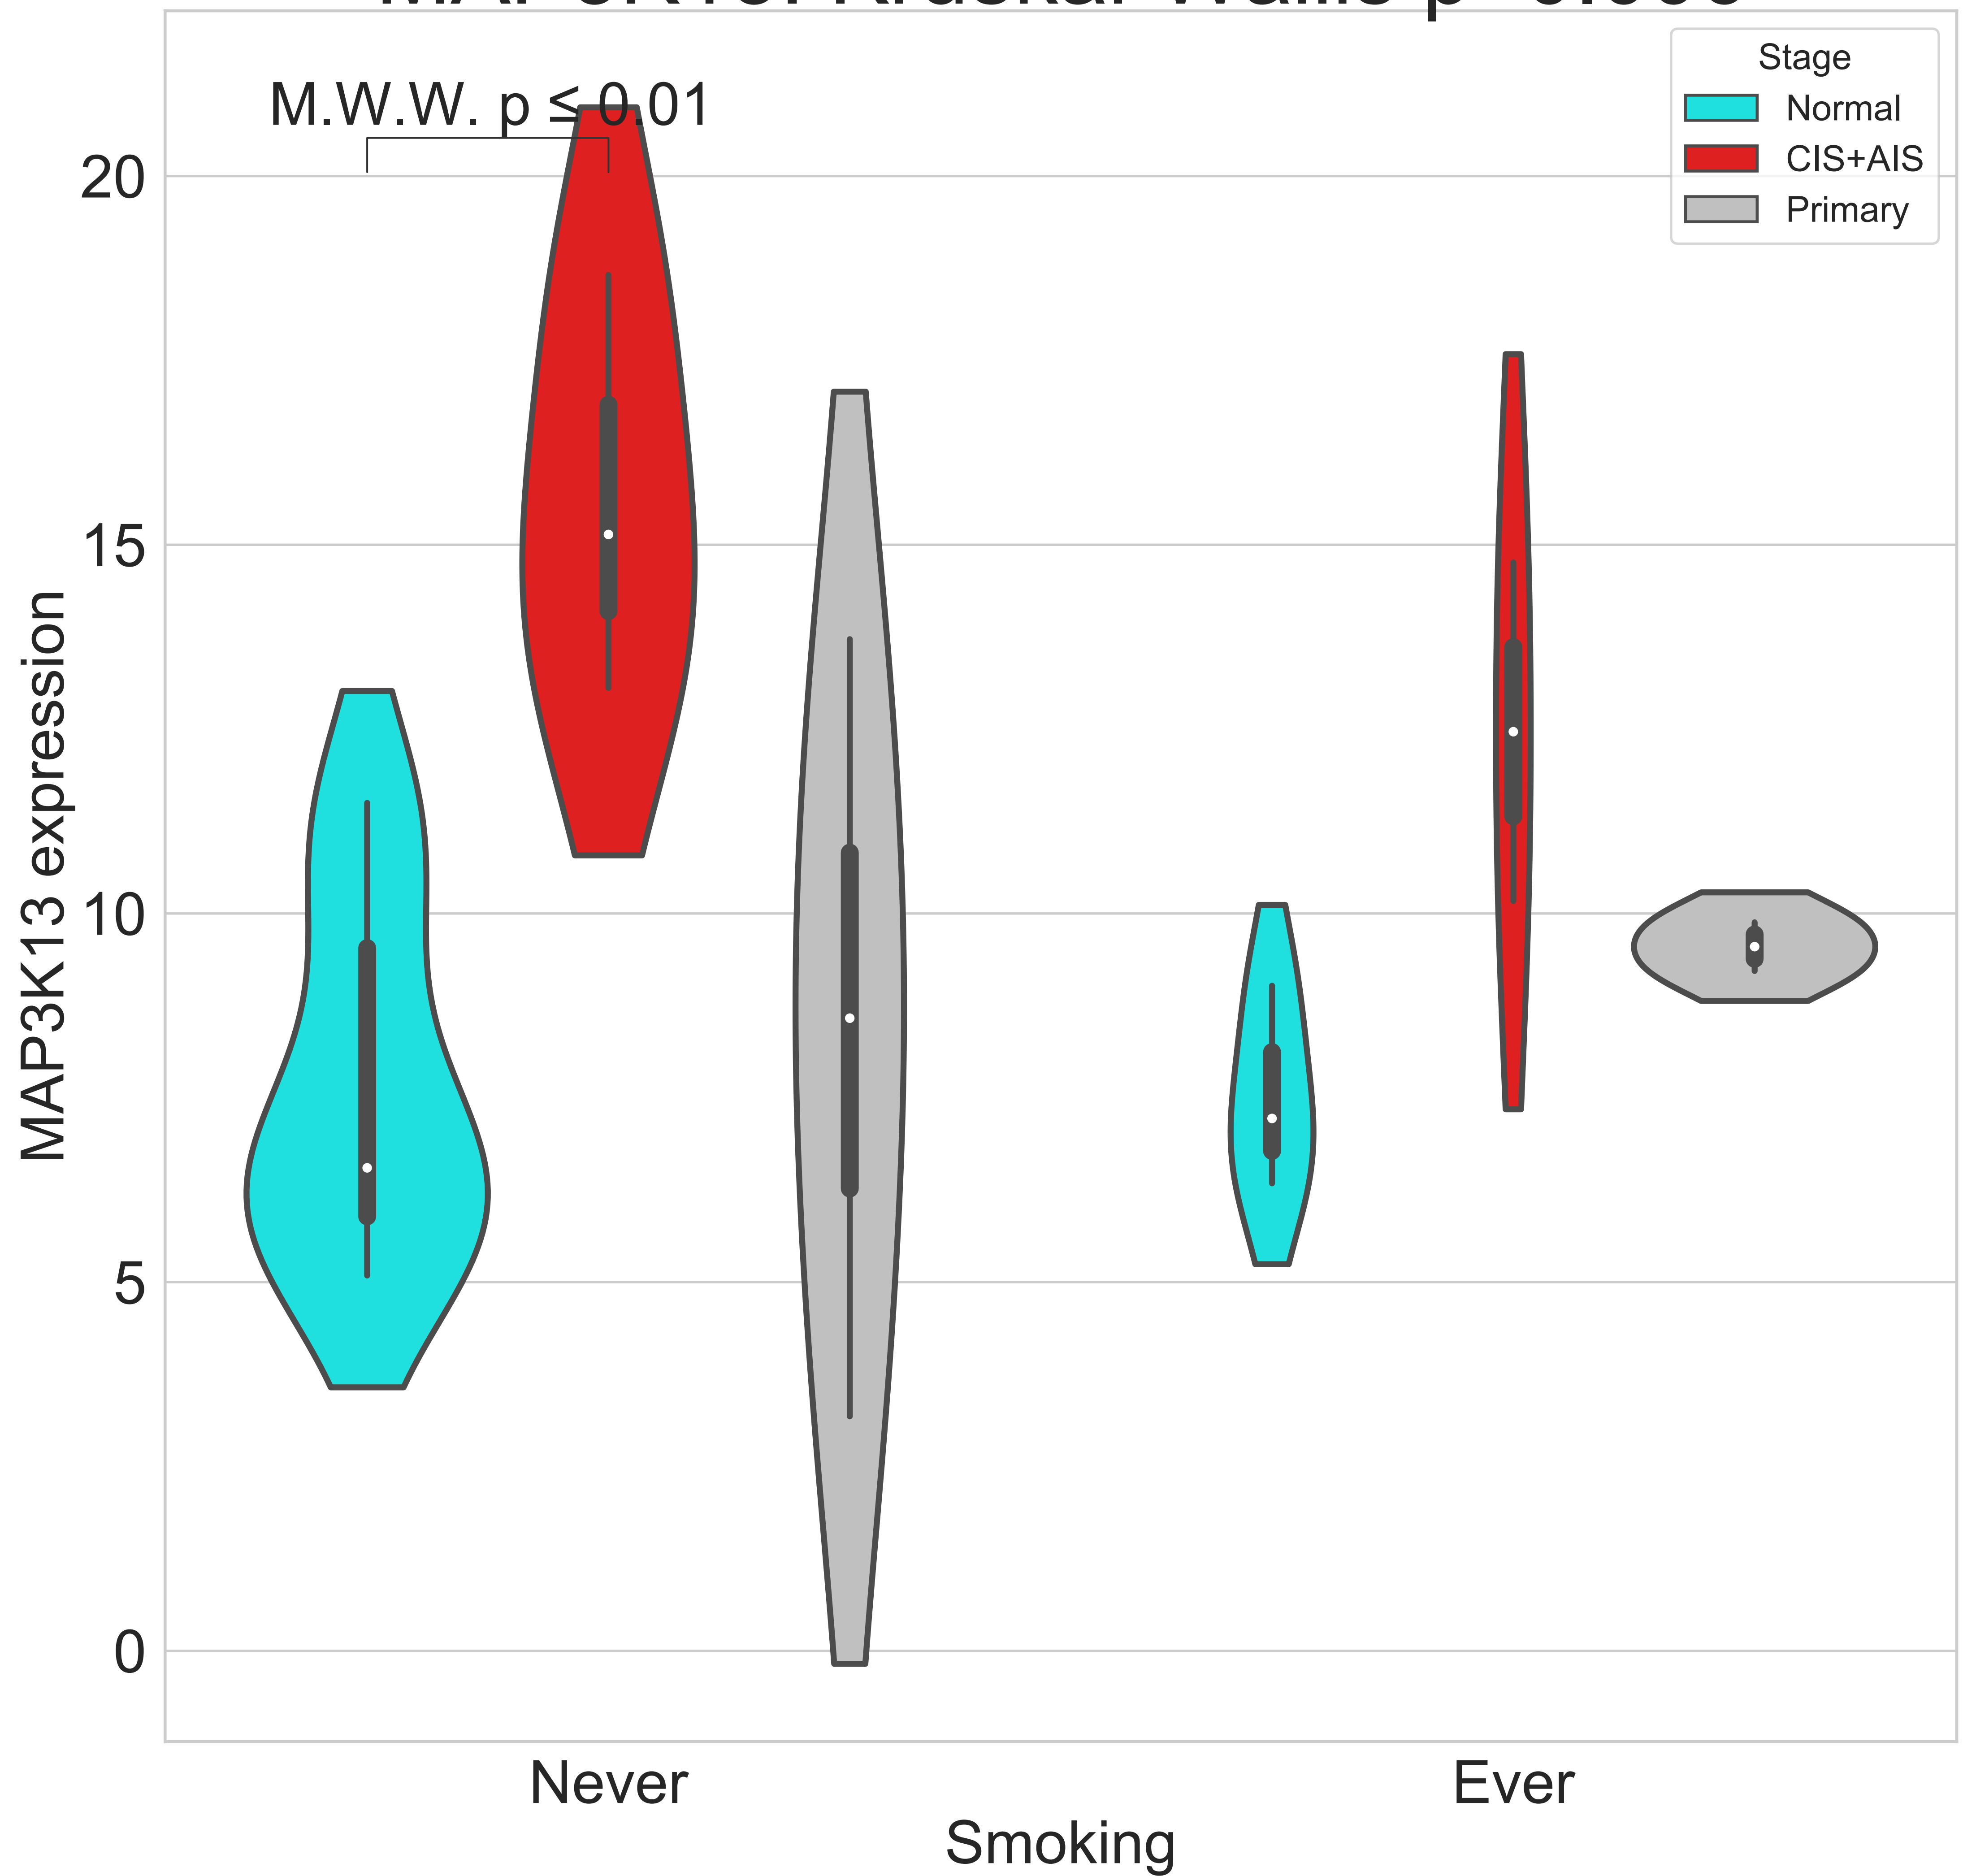 M.W.W. p ≤ 0.01
Stage
Normal
CIS+AIS
Primary
20
15
10
5
0
MAP3K13 expression
Never
Ever
Smoking